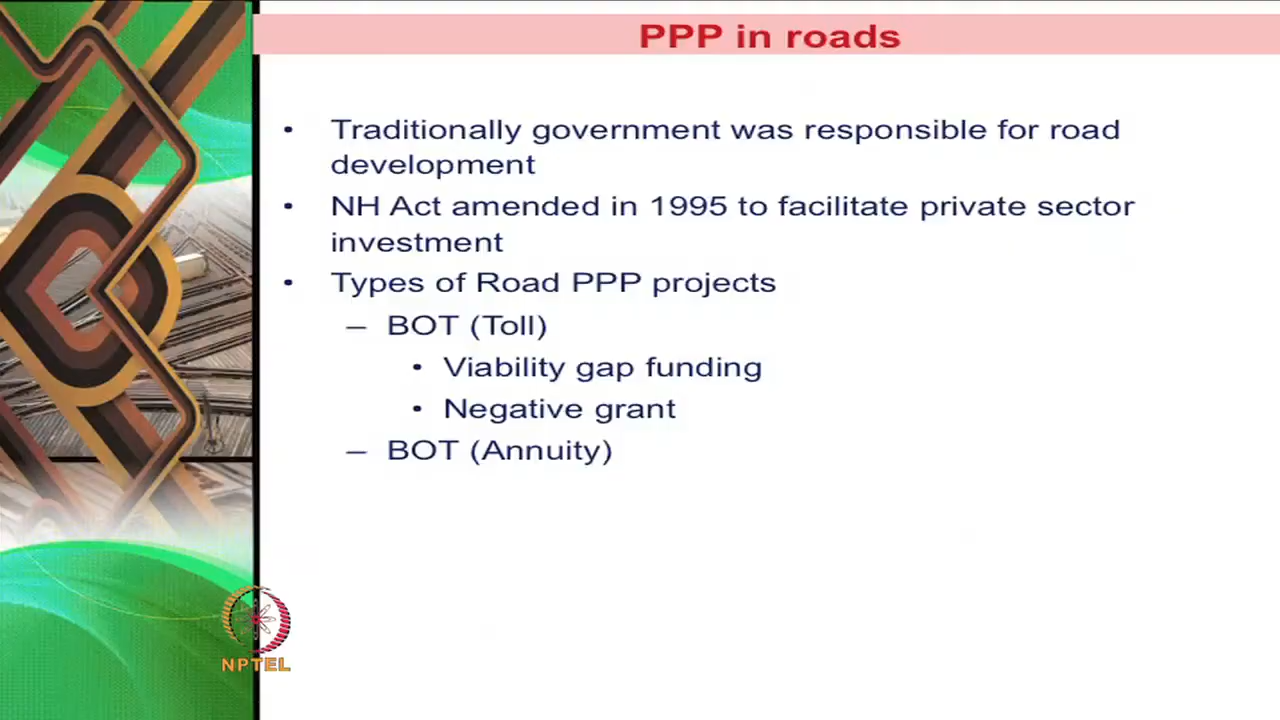 PPP in roads
• Traditionally government was responsible for road
development
• NH Act amended in 1995 to facilitate private sector
investment
• Types of Road PPP projects
– BOT (Toll)
• Viability gap funding
• Negative grant
– BOT (Annuity)
NPTEL